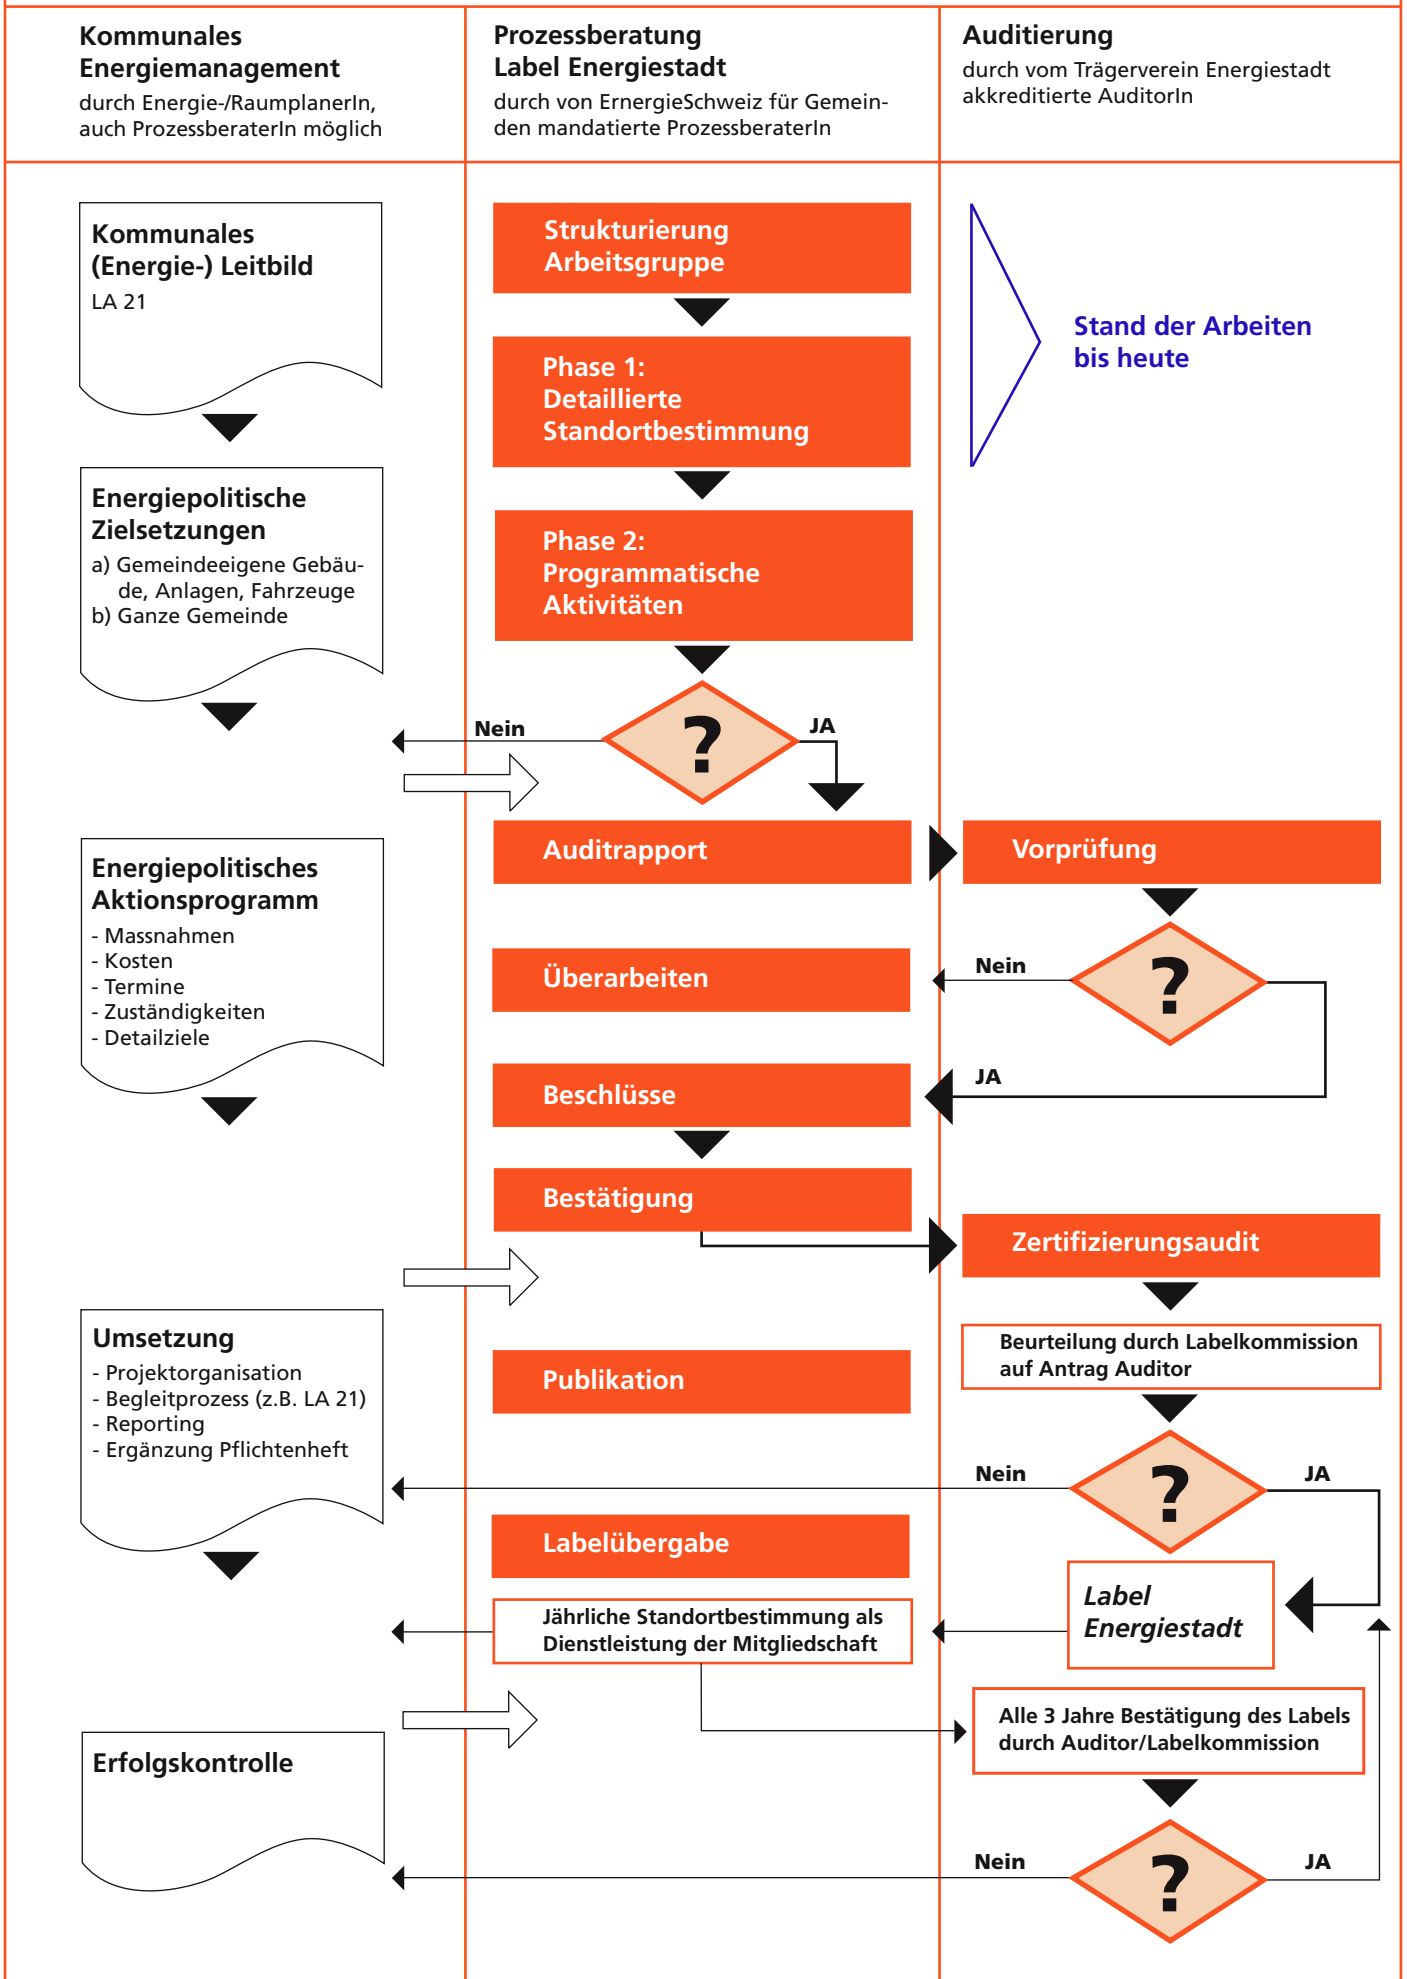 Kommunales
Energiemanagement
durch Energie-/RaumplanerIn,
auch ProzessberaterIn möglich
Prozessberatung
Label Energiestadt
durch von ErnergieSchweiz für Gemein-
den mandatierte ProzessberaterIn
Auditierung
durch vom Trägerverein Energiestadt
akkreditierte AuditorIn
Kommunales
(Energie-) Leitbild
LA 21
Strukturierung
Arbeitsgruppe
Phase 1:
Detaillierte
Standortbestimmung
Stand der Arbeiten
bis heute
Energiepolitische
Zielsetzungen
a) Gemeindeeigene Gebäu-
de, Anlagen, Fahrzeuge
b) Ganze Gemeinde
Phase 2:
Programmatische
Aktivitäten
Nein
?
JA
Energiepolitisches
Aktionsprogramm
- Massnahmen
- Kosten
- Termine
- Zuständigkeiten
- Detailziele
Auditrapport
Vorprüfung
Überarbeiten
Nein
?
JA
Beschlüsse
Bestätigung
Zertifizierungsaudit
Beurteilung durch Labelkommission
auf Antrag Auditor
Umsetzung
- Projektorganisation
- Begleitprozess (z.B. LA 21)
- Reporting
- Ergänzung Pflichtenheft
Publikation
Nein
?
JA
Labelübergabe
Label
Energiestadt
Jährliche Standortbestimmung als
Dienstleistung der Mitgliedschaft
Alle 3 Jahre Bestätigung des Labels
durch Auditor/Labelkommission
Erfolgskontrolle
Nein
?
JA